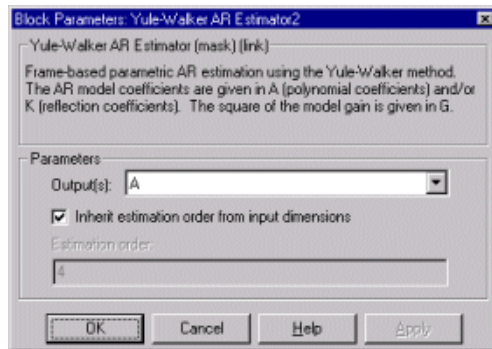 Block Parameters: Yule-Walker AR Estimator2
Yule-Walker AR Estimator (mask) (link)
Frame-based parametric AR estimation using the Yule-Walker method.
The AR model coefficients are given in A (polynomial coefficients) and/or
K (reflection coefficients). The square of the model gain is given in G.
Parameters
Output(s): A
Inherit estimation order from input dimensions
Estimation order:
4
OK Cancel Help Apply